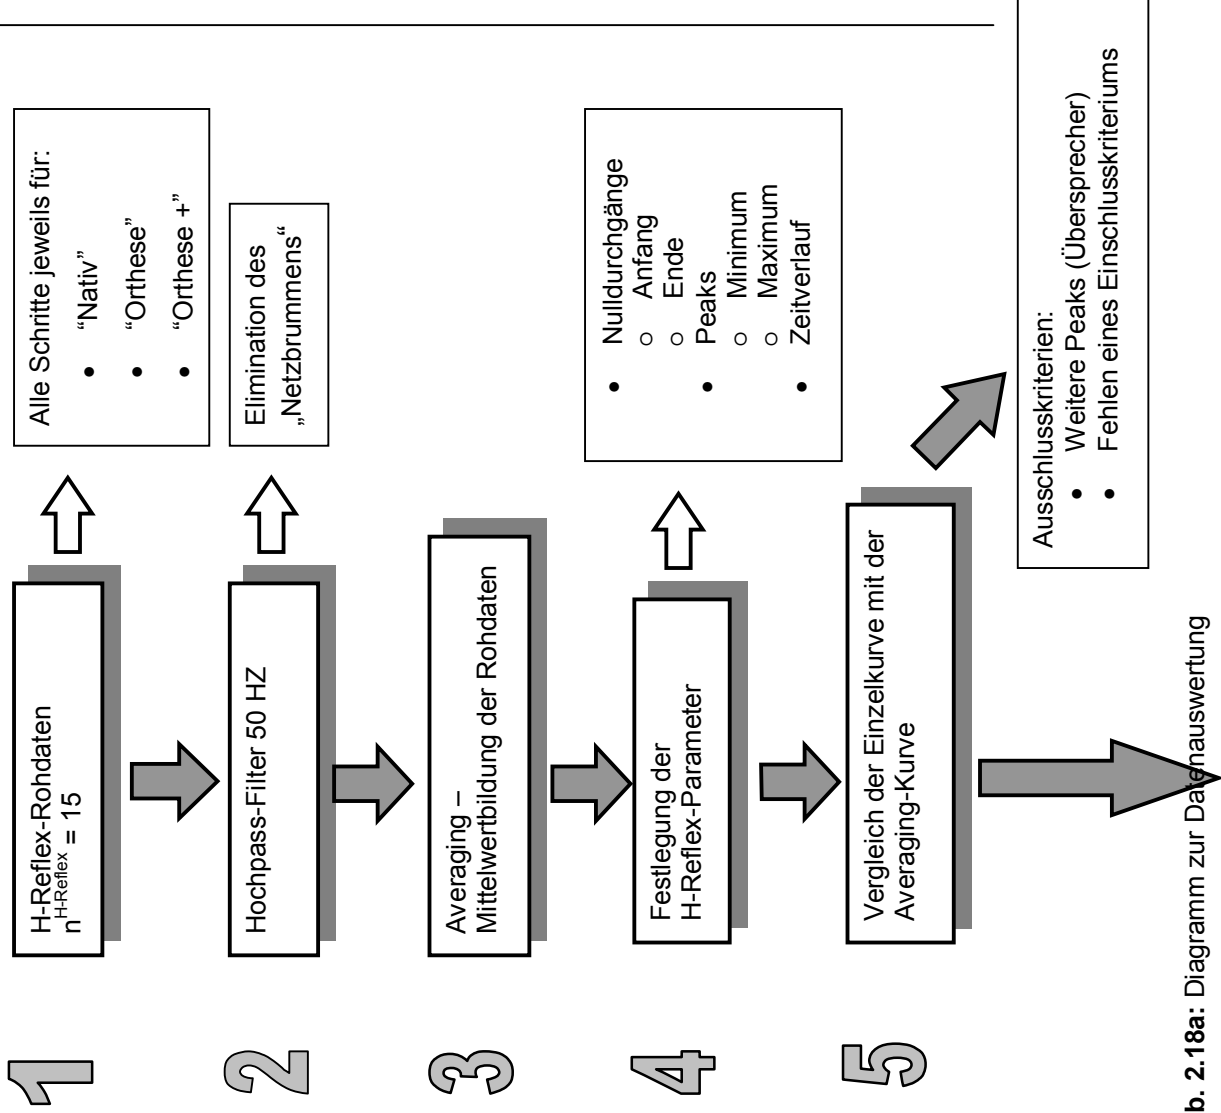 1
H-Reflex-Rohdaten
n^H-Reflex = 15
Alle Schritte jeweils für:
• “Nativ”
• “Orthese”
• “Orthese +”
2
Hochpass-Filter 50 HZ
Elimination des
„Netzbrummens“
3
Averaging –
Mittelwertbildung der Rohdaten
4
Festlegung der
H-Reflex-Parameter
• Nulldurchgänge
o Anfang
o Ende
• Peaks
o Minimum
o Maximum
• Zeitverlauf
5
Vergleich der Einzelkurve mit der
Averaging-Kurve
Ausschlusskriterien:
• Weitere Peaks (Übersprecher)
• Fehlen eines Einschlusskriteriums
b. 2.18a: Diagramm zur Datenauswertung